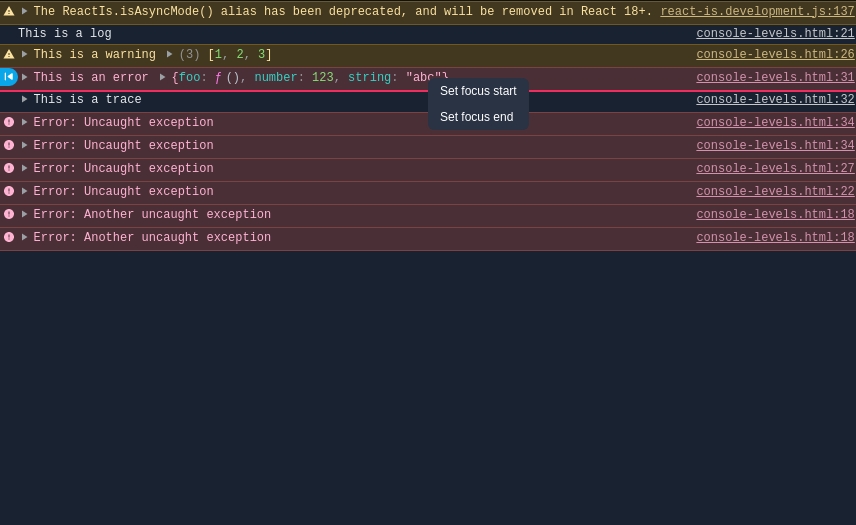 The ReactIs.isAsyncMode() alias has been deprecated, and will be removed in React 18+. react-is.development.js:137
This is a log console-levels.html:21
This is a warning (3) [1, 2, 3] console-levels.html:26
This is an error {foo: ƒ (), number: 123, string: "abc"} console-levels.html:31
Set focus start
This is a trace console-levels.html:32
Set focus end
Error: Uncaught exception console-levels.html:34
Error: Uncaught exception console-levels.html:34
Error: Uncaught exception console-levels.html:27
Error: Uncaught exception console-levels.html:22
Error: Another uncaught exception console-levels.html:18
Error: Another uncaught exception console-levels.html:18